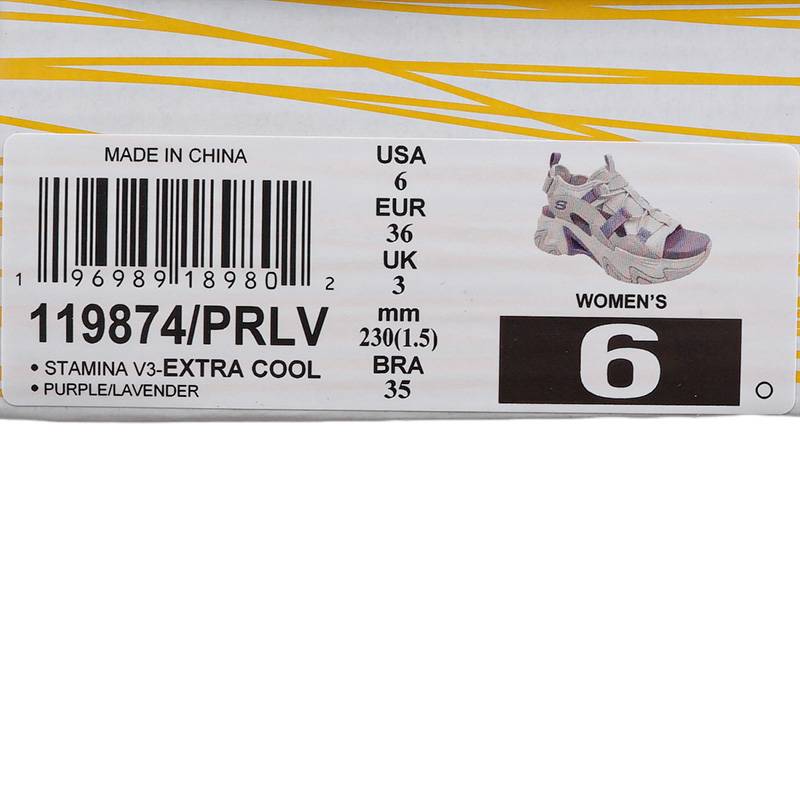 MADE IN CHINA
1 96989 18980 2
119874/PRLV
• STAMINA V3-EXTRA COOL
• PURPLE/LAVENDER
USA
6
EUR
36
UK
3
mm
230(1.5)
BRA
35
S
WOMEN'S
6